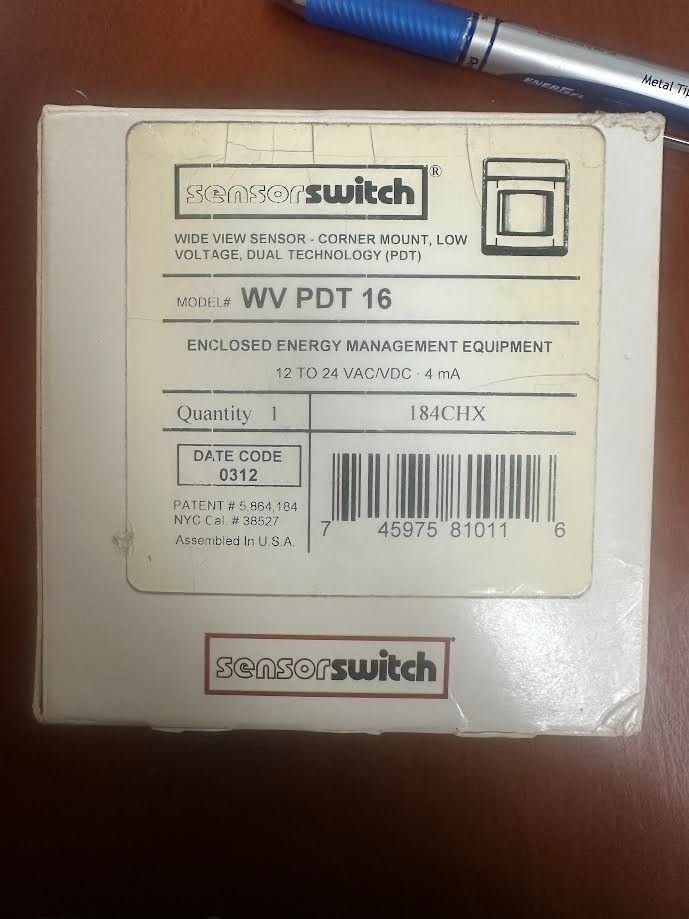 ENERGEL
Metal Tip
sensorswitch®
WIDE VIEW SENSOR - CORNER MOUNT, LOW
VOLTAGE, DUAL TECHNOLOGY (PDT)
MODEL# WV PDT 16
ENCLOSED ENERGY MANAGEMENT EQUIPMENT
12 TO 24 VAC/VDC · 4 mA
Quantity 1 184CHX
DATE CODE
0312
PATENT # 5,864,184
NYC Cal. # 38527
Assembled In U.S.A.
7 45975 81011 6
sensorswitch